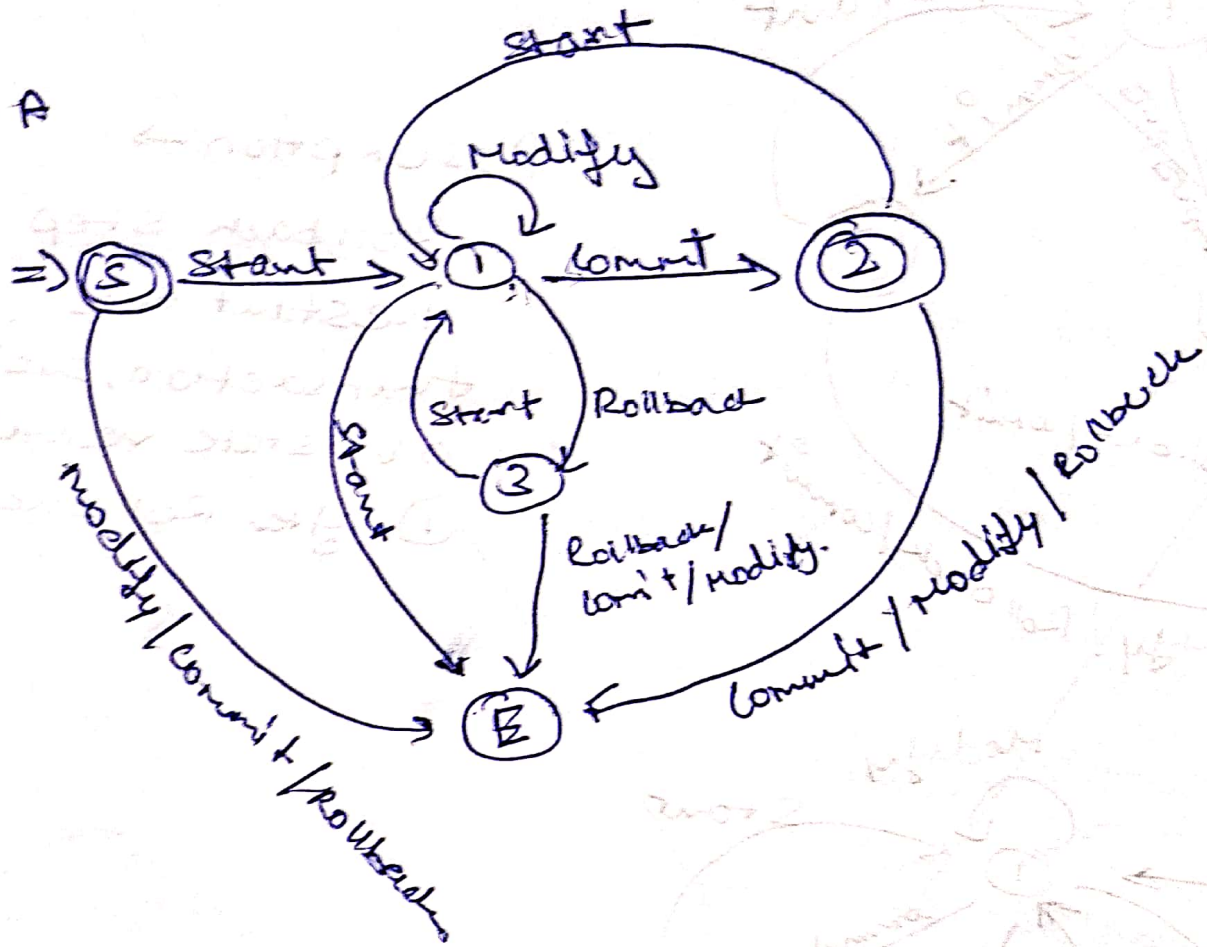 Start
A
Modify
=) S Start 1 Commit 2
Start Rollback
3
Start
Rollback/
Commit/Modify.
Modify/Commit/Rollback
Commit/Modify/Rollback
E